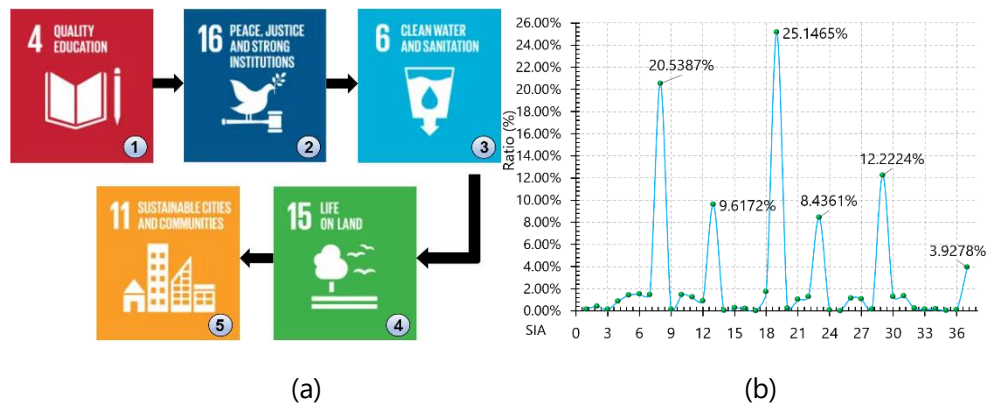 (a)
4 QUALITY
EDUCATION
1
16 PEACE, JUSTICE
AND STRONG
INSTITUTIONS
2
6 CLEAN WATER
AND SANITATION
3
11 SUSTAINABLE CITIES
AND COMMUNITIES
5
15 LIFE
ON LAND
4
(b)
26.00%
24.00%
22.00%
20.00%
18.00%
16.00%
14.00%
12.00%
10.00%
8.00%
6.00%
4.00%
2.00%
0.00%
Ratio (%)
20.5387%
9.6172%
25.1465%
8.4361%
12.2224%
3.9278%
SIA
0 3 6 9 12 15 18 21 24 27 30 33 36
(a)
(b)